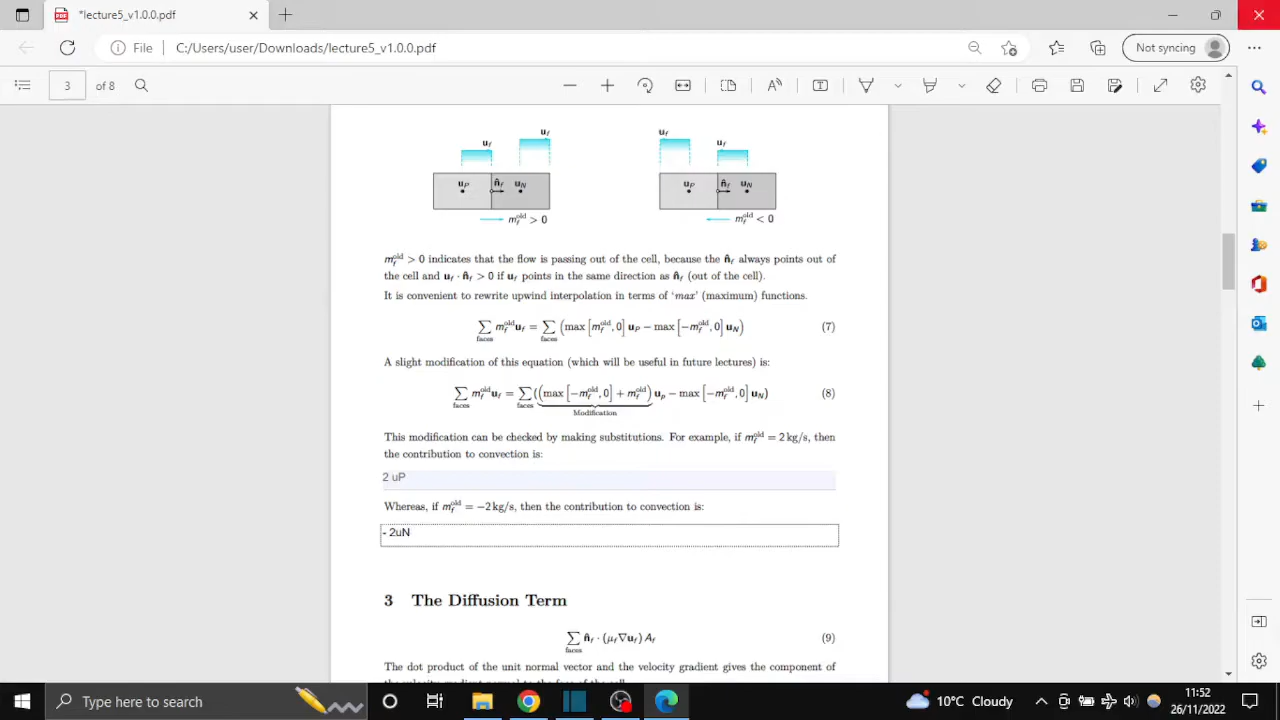 *lecture5_v1.0.0.pdf
File
C:/Users/user/Downloads/lecture5_v1.0.0.pdf
Not syncing
3 of 8
u_f u_f u_f u_f
u_P n̂_f u_N u_P n̂_f u_N
m_f^old > 0 m_f^old < 0
m_f^old > 0 indicates that the flow is passing out of the cell, because the n̂_f always points out of
the cell and u_f · n̂_f > 0 if u_f points in the same direction as n̂_f (out of the cell).
It is convenient to rewrite upwind interpolation in terms of ‘max’ (maximum) functions.
∑_faces m_f^old u_f = ∑_faces (max [m_f^old, 0] u_P − max [−m_f^old, 0] u_N) (7)
A slight modification of this equation (which will be useful in future lectures) is:
∑_faces m_f^old u_f = ∑_faces ((max [−m_f^old, 0] + m_f^old) u_p − max [−m_f^old, 0] u_N) (8)
Modification
This modification can be checked by making substitutions. For example, if m_f^old = 2 kg/s, then
the contribution to convection is:
2 uP
Whereas, if m_f^old = −2 kg/s, then the contribution to convection is:
- 2uN
3 The Diffusion Term
∑_faces n̂_f · (μ_f ∇u_f) A_f (9)
The dot product of the unit normal vector and the velocity gradient gives the component of
Type here to search
10°C Cloudy
11:52
26/11/2022